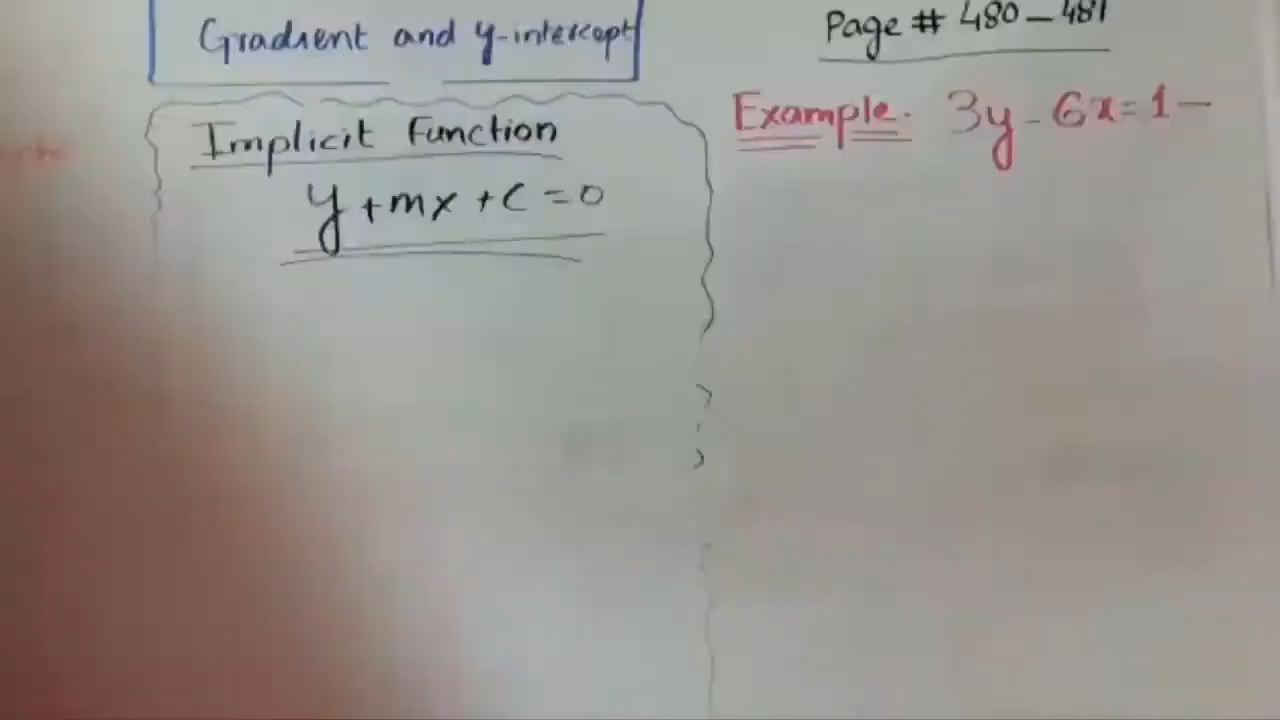 Gradient and y-intercept
Page # 480 – 481
Implicit Function
y + mx + c = 0
Example. 3y - 6x = 1 –